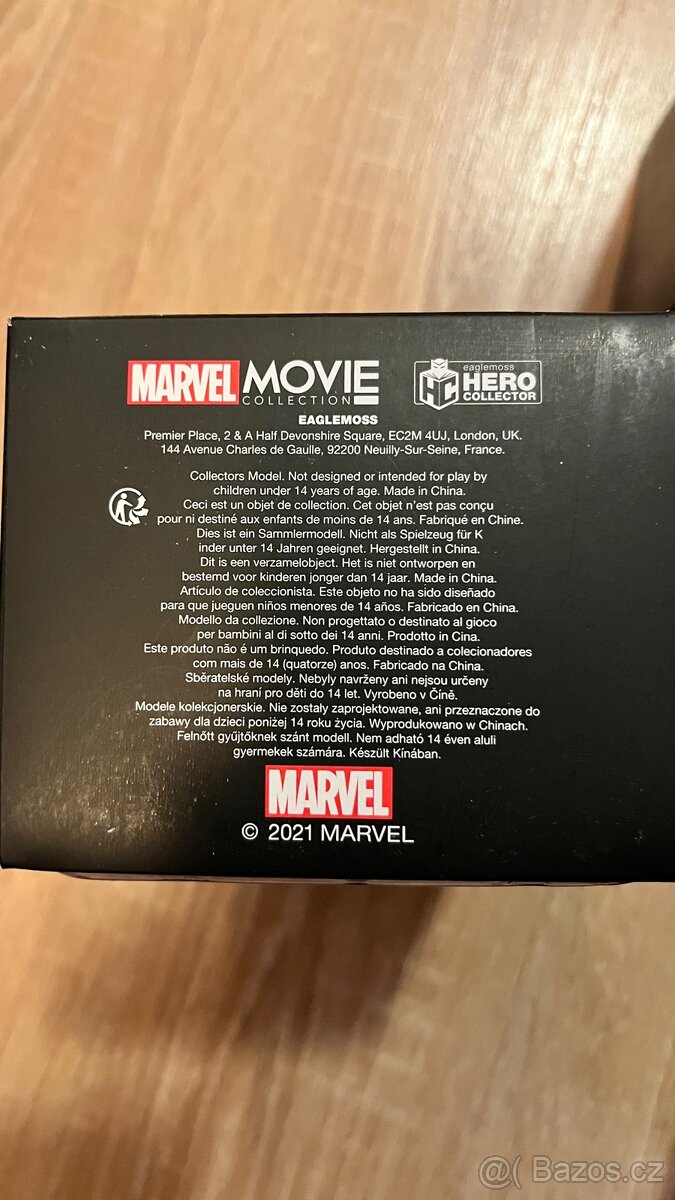 MARVEL MOVIE
COLLECTION
eaglemoss
HC HERO
COLLECTOR
EAGLEMOSS
Premier Place, 2 & A Half Devonshire Square, EC2M 4UJ, London, UK.
144 Avenue Charles de Gaulle, 92200 Neuilly-Sur-Seine, France.
Collectors Model. Not designed or intended for play by
children under 14 years of age. Made in China.
Ceci est un objet de collection. Cet objet n'est pas conçu
pour ni destiné aux enfants de moins de 14 ans. Fabriqué en Chine.
Dies ist ein Sammlermodell. Nicht als Spielzeug für K
inder unter 14 Jahren geeignet. Hergestellt in China.
Dit is een verzamelobject. Het is niet ontworpen en
bestemd voor kinderen jonger dan 14 jaar. Made in China.
Artículo de coleccionista. Este objeto no ha sido diseñado
para que jueguen niños menores de 14 años. Fabricado en China.
Modello da collezione. Non progettato o destinato al gioco
per bambini al di sotto dei 14 anni. Prodotto in Cina.
Este produto não é um brinquedo. Produto destinado a colecionadores
com mais de 14 (quatorze) anos. Fabricado na China.
Sběratelské modely. Nebyly navrženy ani nejsou určeny
na hraní pro děti do 14 let. Vyrobeno v Číně.
Modele kolekcjonerskie. Nie zostały zaprojektowane, ani przeznaczone do
zabawy dla dzieci poniżej 14 roku życia. Wyprodukowano w Chinach.
Felnőtt gyűjtőknek szánt modell. Nem adható 14 éven aluli
gyermekek számára. Készült Kínában.
MARVEL
© 2021 MARVEL
@( Bazos.cz